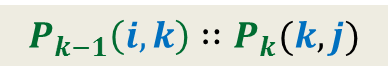 P_{k-1}(i,k) :: P_k(k,j)